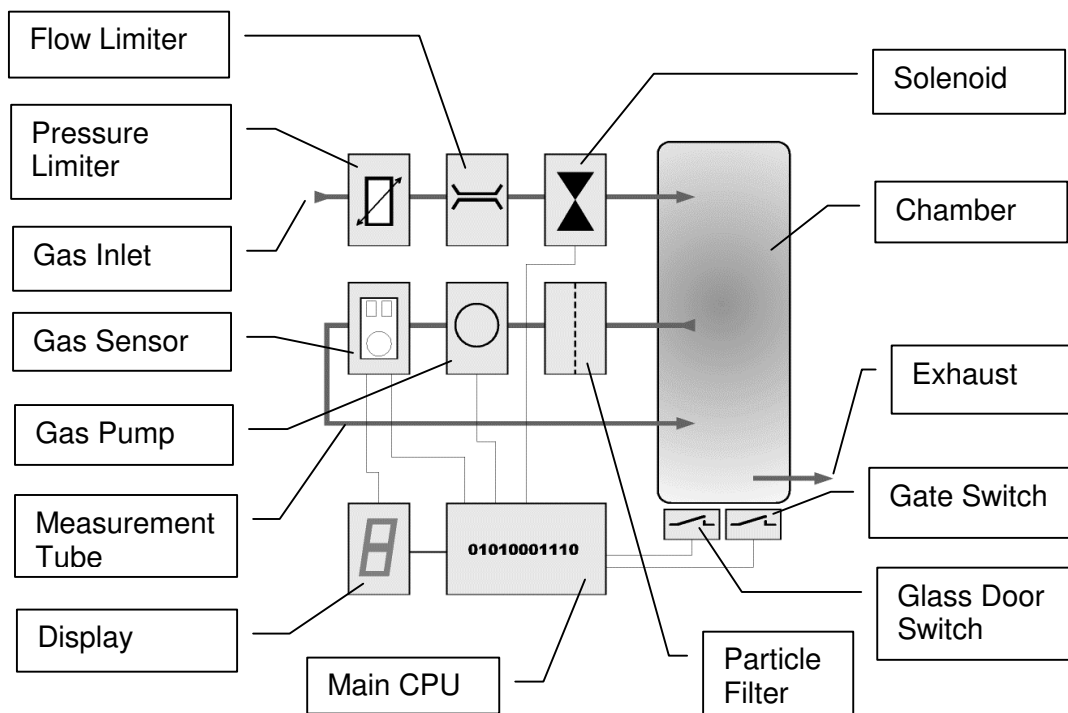 Flow Limiter
Pressure
Limiter
Gas Inlet
Gas Sensor
Gas Pump
Measurement
Tube
Display
Main CPU
01010001110
Solenoid
Chamber
Exhaust
Gate Switch
Glass Door
Switch
Particle
Filter